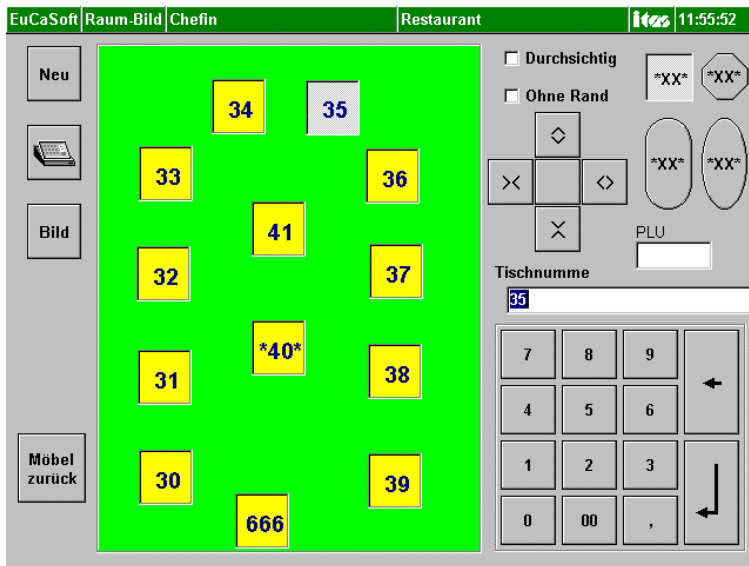 EuCaSoft Raum-Bild Chefin Restaurant itos 11:55:52
Neu
Bild
Möbel
zurück
34 35
33 36
41
32 37
*40*
31 38
30 39
666
Durchsichtig
Ohne Rand
*XX* *XX*
*XX* *XX*
>< <>
PLU
Tischnumme
35
7 8 9
4 5 6
1 2 3
0 00 ,